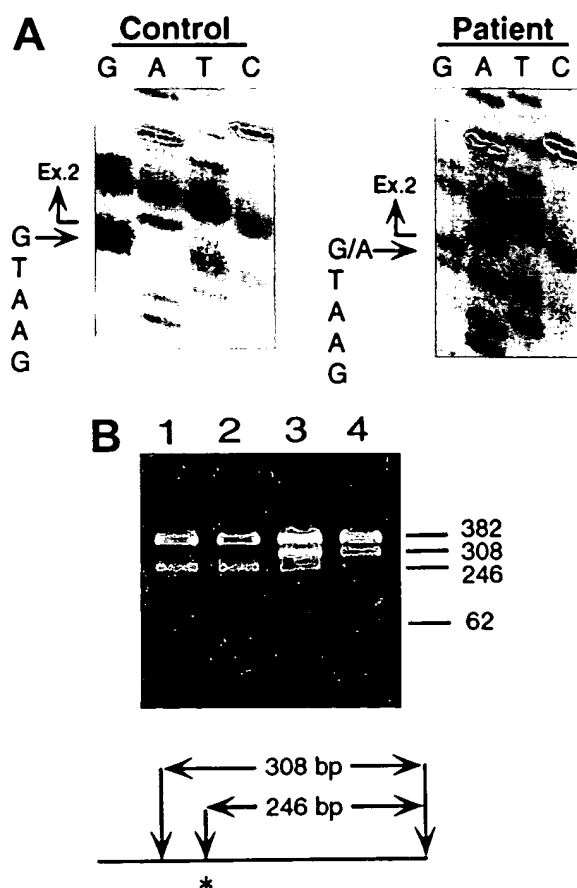 A
Control
G A T C
Ex.2
G
T
A
A
G
Patient
G A T C
Ex.2
G/A
T
A
A
G
B
1 2 3 4
382
308
246
62
308 bp
246 bp
*